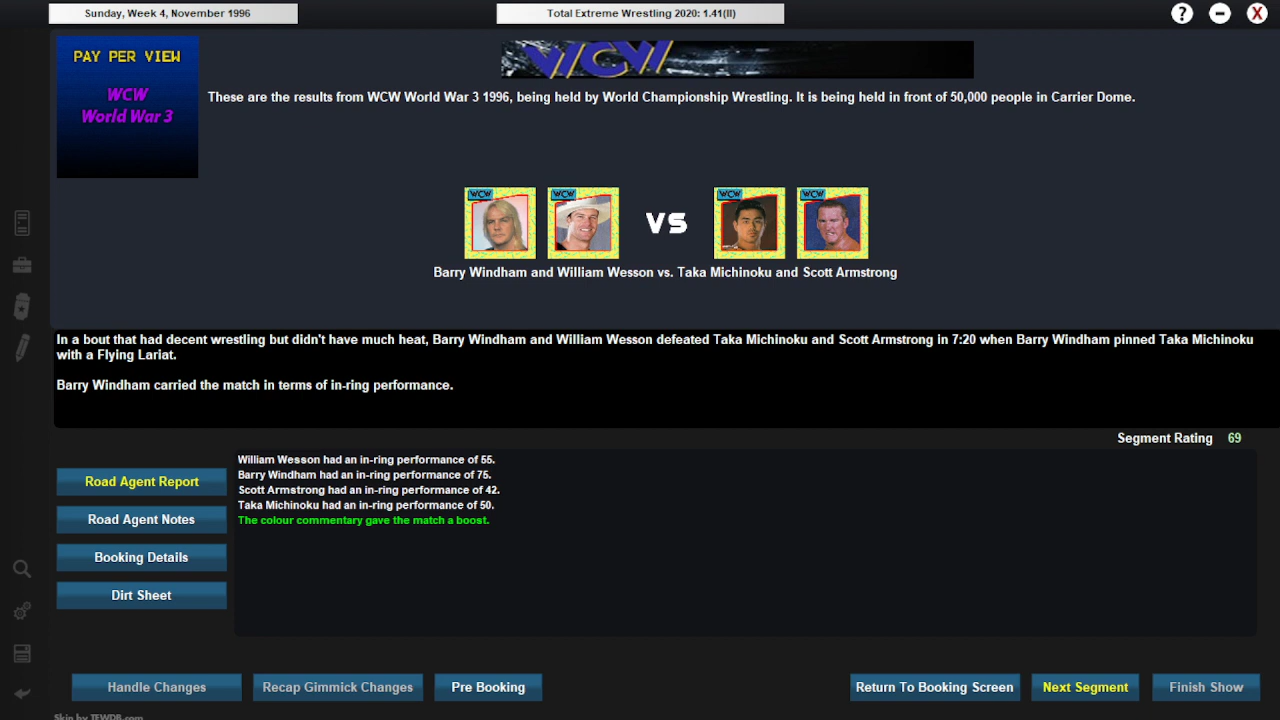 Sunday, Week 4, November 1996
Total Extreme Wrestling 2020: 1.41(II)
?
X
PAY PER VIEW
WCW
World War 3
WCW
These are the results from WCW World War 3 1996, being held by World Championship Wrestling. It is being held in front of 50,000 people in Carrier Dome.
WCW
WCW
VS
WCW
WCW
Barry Windham and William Wesson vs. Taka Michinoku and Scott Armstrong
In a bout that had decent wrestling but didn't have much heat, Barry Windham and William Wesson defeated Taka Michinoku and Scott Armstrong in 7:20 when Barry Windham pinned Taka Michinoku
with a Flying Lariat.
Barry Windham carried the match in terms of in-ring performance.
Segment Rating 69
Road Agent Report
Road Agent Notes
Booking Details
Dirt Sheet
William Wesson had an in-ring performance of 55.
Barry Windham had an in-ring performance of 75.
Scott Armstrong had an in-ring performance of 42.
Taka Michinoku had an in-ring performance of 50.
The colour commentary gave the match a boost.
Handle Changes
Recap Gimmick Changes
Pre Booking
Return To Booking Screen
Next Segment
Finish Show
Skin by TEWDB.com